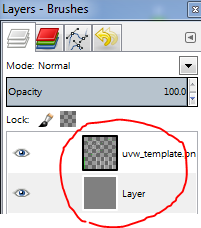 Layers - Brushes
Mode: Normal
Opacity 100.0
Lock:
uvw_template.pn
Layer